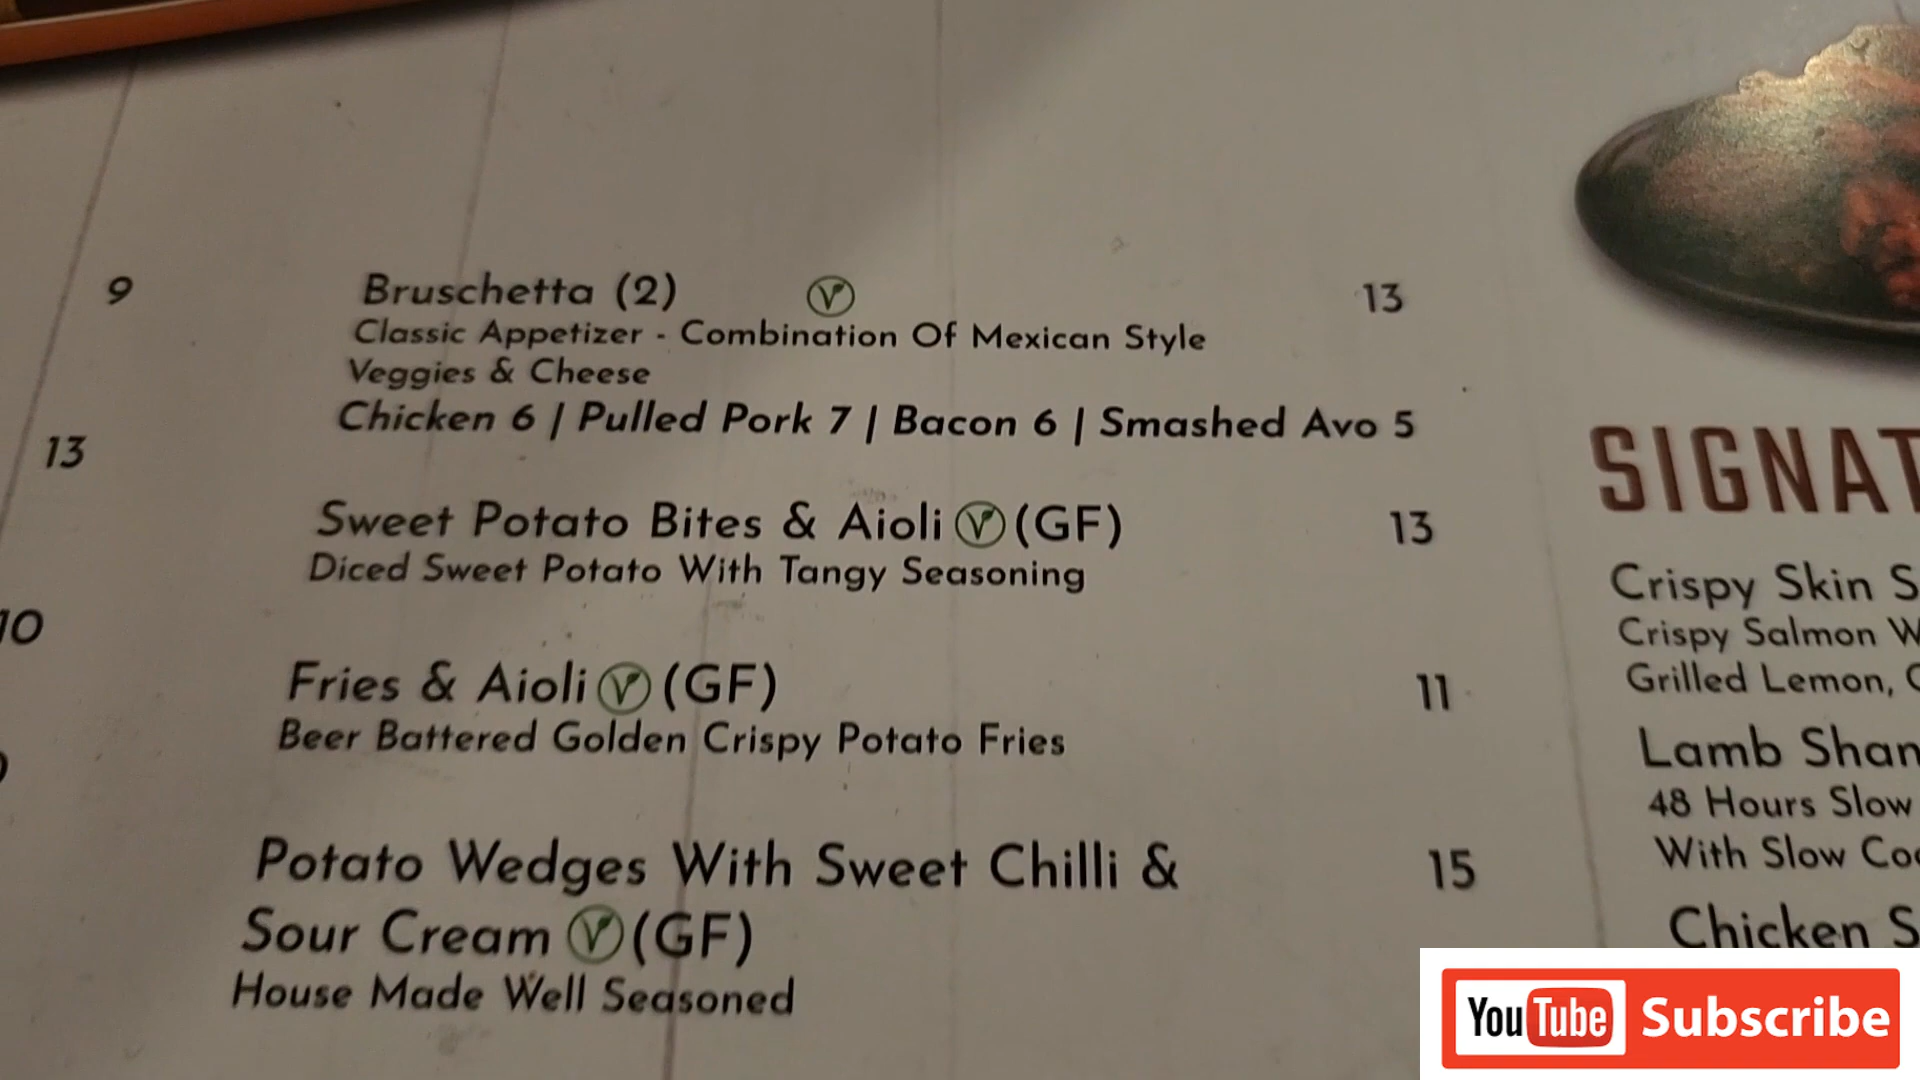 9
13
10
Bruschetta (2) V 13
Classic Appetizer - Combination Of Mexican Style
Veggies & Cheese
Chicken 6 | Pulled Pork 7 | Bacon 6 | Smashed Avo 5
Sweet Potato Bites & Aioli V (GF) 13
Diced Sweet Potato With Tangy Seasoning
Fries & Aioli V (GF) 11
Beer Battered Golden Crispy Potato Fries
Potato Wedges With Sweet Chilli & 15
Sour Cream V (GF)
House Made Well Seasoned
Crispy Skin
Crispy Salmon
Grilled Lemon,
Lamb
48 Hours Slow
With Slow
Chicken
YouTube Subscribe